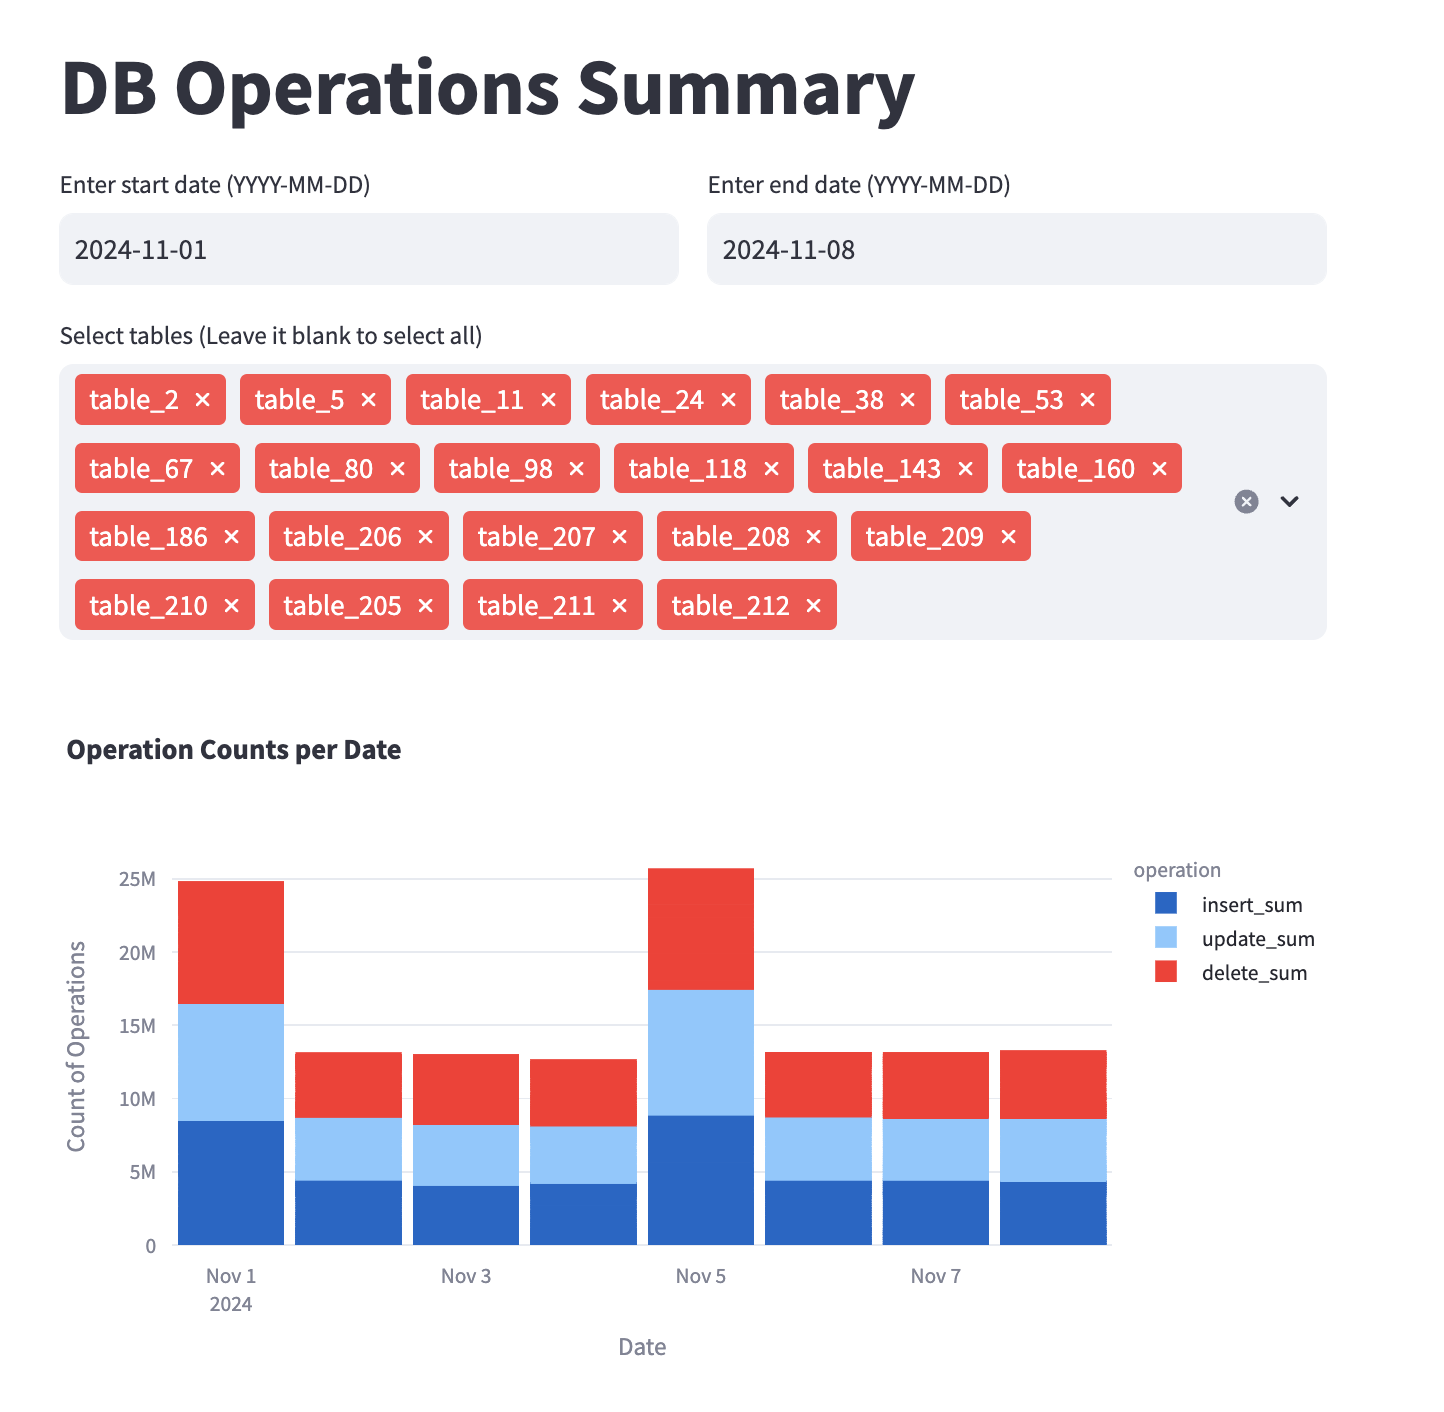 DB Operations Summary
Enter start date (YYYY-MM-DD)
Enter end date (YYYY-MM-DD)
2024-11-01
2024-11-08
Select tables (Leave it blank to select all)
table_2 × table_5 × table_11 × table_24 × table_38 × table_53 ×
table_67 × table_80 × table_98 × table_118 × table_143 × table_160 ×
table_186 × table_206 × table_207 × table_208 × table_209 ×
table_210 × table_205 × table_211 × table_212 ×
Operation Counts per Date
Count of Operations
25M
20M
15M
10M
5M
0
Nov 1
2024
Nov 3
Nov 5
Nov 7
Date
operation
insert_sum
update_sum
delete_sum